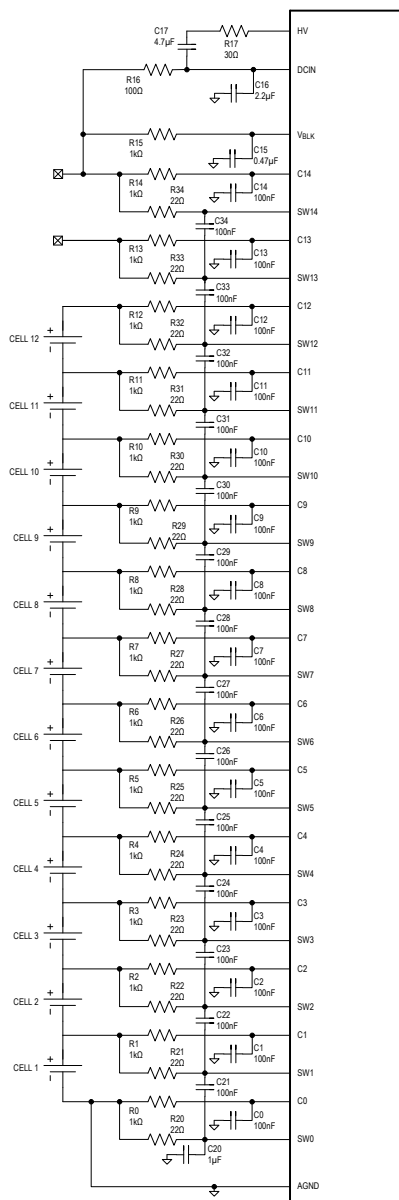 HV
C17
4.7µF
R17
30Ω
DCIN
R16
100Ω
C16
2.2µF
VBLK
R15
1kΩ
C15
0.47µF
C14
R14
1kΩ
R34
22Ω
C14
100nF
SW14
C34
100nF
C13
R13
1kΩ
R33
22Ω
C13
100nF
SW13
C33
100nF
C12
R12
1kΩ
R32
22Ω
C12
100nF
SW12
CELL 12
C32
100nF
C11
R11
1kΩ
R31
22Ω
C11
100nF
SW11
CELL 11
C31
100nF
C10
R10
1kΩ
R30
22Ω
C10
100nF
SW10
CELL 10
C30
100nF
C9
R9
1kΩ
R29
22Ω
C9
100nF
SW9
CELL 9
C29
100nF
C8
R8
1kΩ
R28
22Ω
C8
100nF
SW8
CELL 8
C28
100nF
C7
R7
1kΩ
R27
22Ω
C7
100nF
SW7
CELL 7
C27
100nF
C6
R6
1kΩ
R26
22Ω
C6
100nF
SW6
CELL 6
C26
100nF
C5
R5
1kΩ
R25
22Ω
C5
100nF
SW5
CELL 5
C25
100nF
C4
R4
1kΩ
R24
22Ω
C4
100nF
SW4
CELL 4
C24
100nF
C3
R3
1kΩ
R23
22Ω
C3
100nF
SW3
CELL 3
C23
100nF
C2
R2
1kΩ
R22
22Ω
C2
100nF
SW2
CELL 2
C22
100nF
C1
R1
1kΩ
R21
22Ω
C1
100nF
SW1
CELL 1
C21
100nF
C0
R0
1kΩ
R20
22Ω
C0
100nF
SW0
C20
1µF
AGND